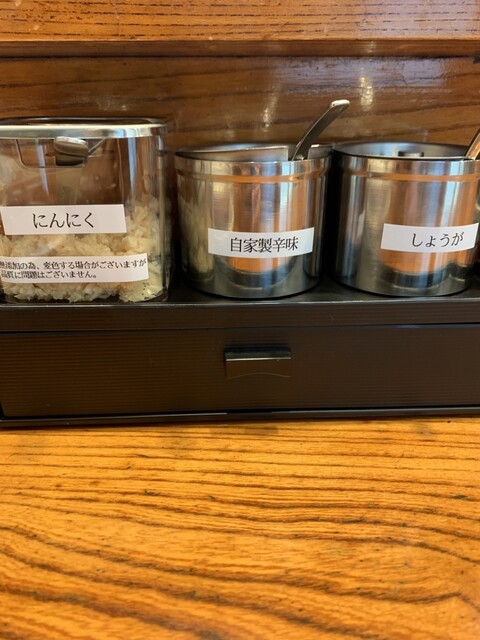 にんにく
無添加の為、変色する場合がございますが
品質に問題はございません。
自家製辛味
しょうが